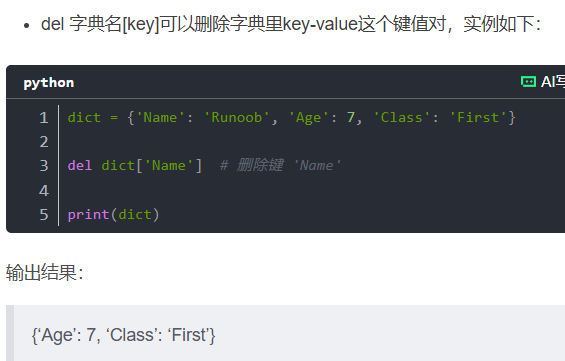 del 字典名[key]可以删除字典里key-value这个键值对，实例如下：
python
AI写
1 dict = {'Name': 'Runoob', 'Age': 7, 'Class': 'First'}
2
3 del dict['Name']  # 删除键 'Name'
4
5 print(dict)
输出结果：
{‘Age’: 7, ‘Class’: ‘First’}